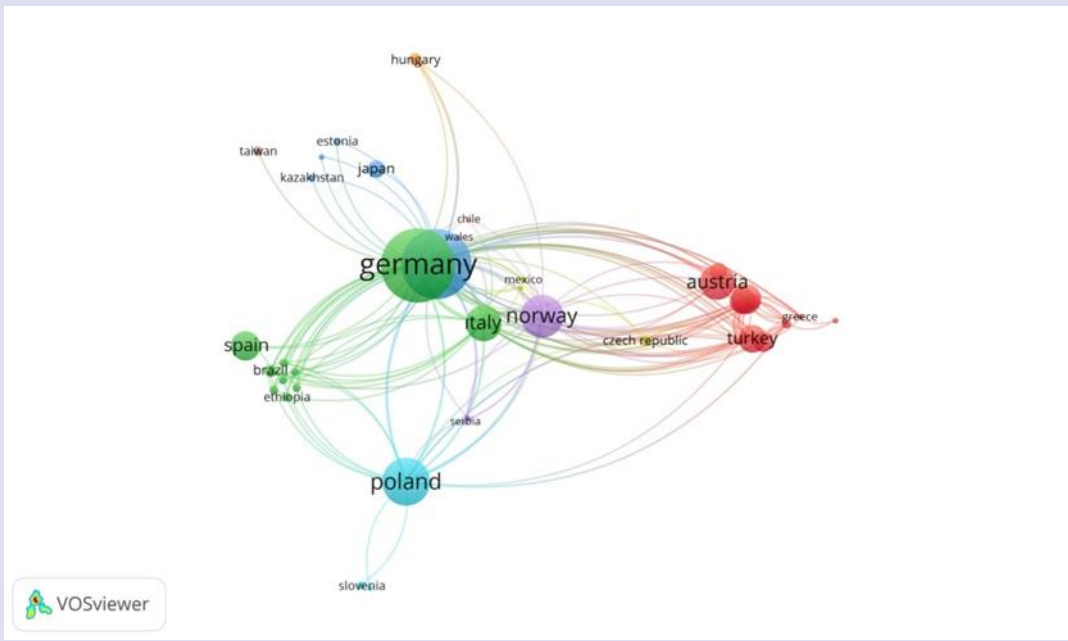 hungary
estonia
taiwan
japan
kazakhstan
chile
wales
germany
mexico
austria
norway
italy
greece
turkey
czech republic
spain
brazil
ethiopia
serbia
poland
slovenia
VOSviewer